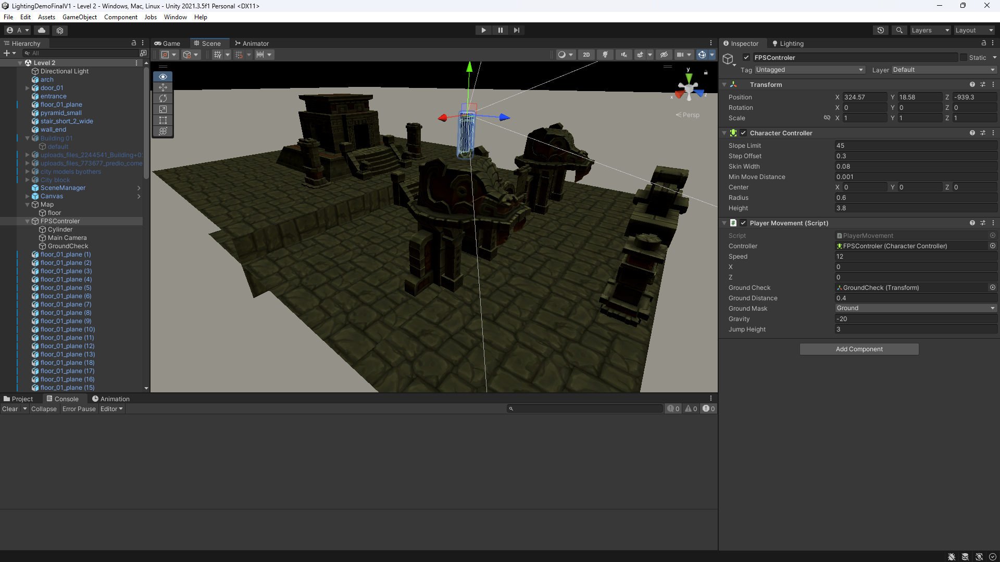 LightingDemoFinalV1 - Level 2 - Windows, Mac, Linux - Unity 2021.3.5f1 Personal <DX11>
File Edit Assets GameObject Component Jobs Window Help
A Layers Layout
Hierarchy
All
Level 2
Directional Light
arch
door_01
entrance
floor_01_plane
pyramid_small
stair_short_2_wide
wall_end
Building 01
default
uploads_files_2244541_Building+0
uploads_files_773677_predio_come
city models byothers
City block
SceneManager
Canvas
Map
floor
FPSControler
Cylinder
Main Camera
GroundCheck
floor_01_plane (1)
floor_01_plane (2)
floor_01_plane (3)
floor_01_plane (4)
floor_01_plane (5)
floor_01_plane (6)
floor_01_plane (7)
floor_01_plane (8)
floor_01_plane (9)
floor_01_plane (10)
floor_01_plane (11)
floor_01_plane (12)
floor_01_plane (13)
floor_01_plane (18)
floor_01_plane (17)
floor_01_plane (16)
floor_01_plane (15)
Game Scene Animator
2D
y
x z
Persp
Inspector Lighting
FPSControler Static
Tag Untagged Layer Default
Transform
Position X 324.57 Y 18.58 Z -939.3
Rotation X 0 Y 0 Z 0
Scale X 1 Y 1 Z 1
Character Controller
Slope Limit 45
Step Offset 0.3
Skin Width 0.08
Min Move Distance 0.001
Center X 0 Y 0 Z 0
Radius 0.6
Height 3.8
# Player Movement (Script)
Script PlayerMovement
Controller FPSControler (Character Controller)
Speed 12
X 0
Z 0
Ground Check GroundCheck (Transform)
Ground Distance 0.4
Ground Mask Ground
Gravity -20
Jump Height 3
Add Component
Project Console Animation
Clear Collapse Error Pause Editor 0 0 0